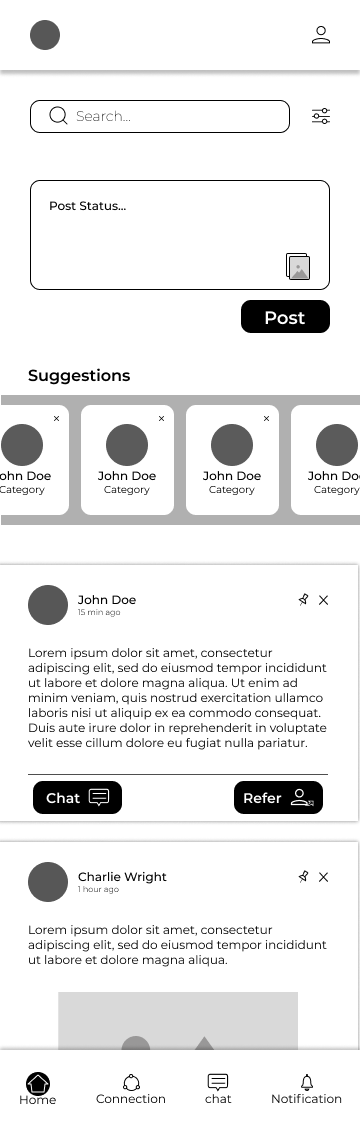 Search...
Post Status...
Post
Suggestions
ohn Doe
Category
John Doe
Category
John Doe
Category
John Do
Category
John Doe
15 min ago
Lorem ipsum dolor sit amet, consectetur
adipiscing elit, sed do eiusmod tempor incididunt
ut labore et dolore magna aliqua. Ut enim ad
minim veniam, quis nostrud exercitation ullamco
laboris nisi ut aliquip ex ea commodo consequat.
Duis aute irure dolor in reprehenderit in voluptate
velit esse cillum dolore eu fugiat nulla pariatur.
Chat
Refer
Charlie Wright
1 hour ago
Lorem ipsum dolor sit amet, consectetur
adipiscing elit, sed do eiusmod tempor incididunt
ut labore et dolore magna aliqua.
Home
Connection
chat
Notification